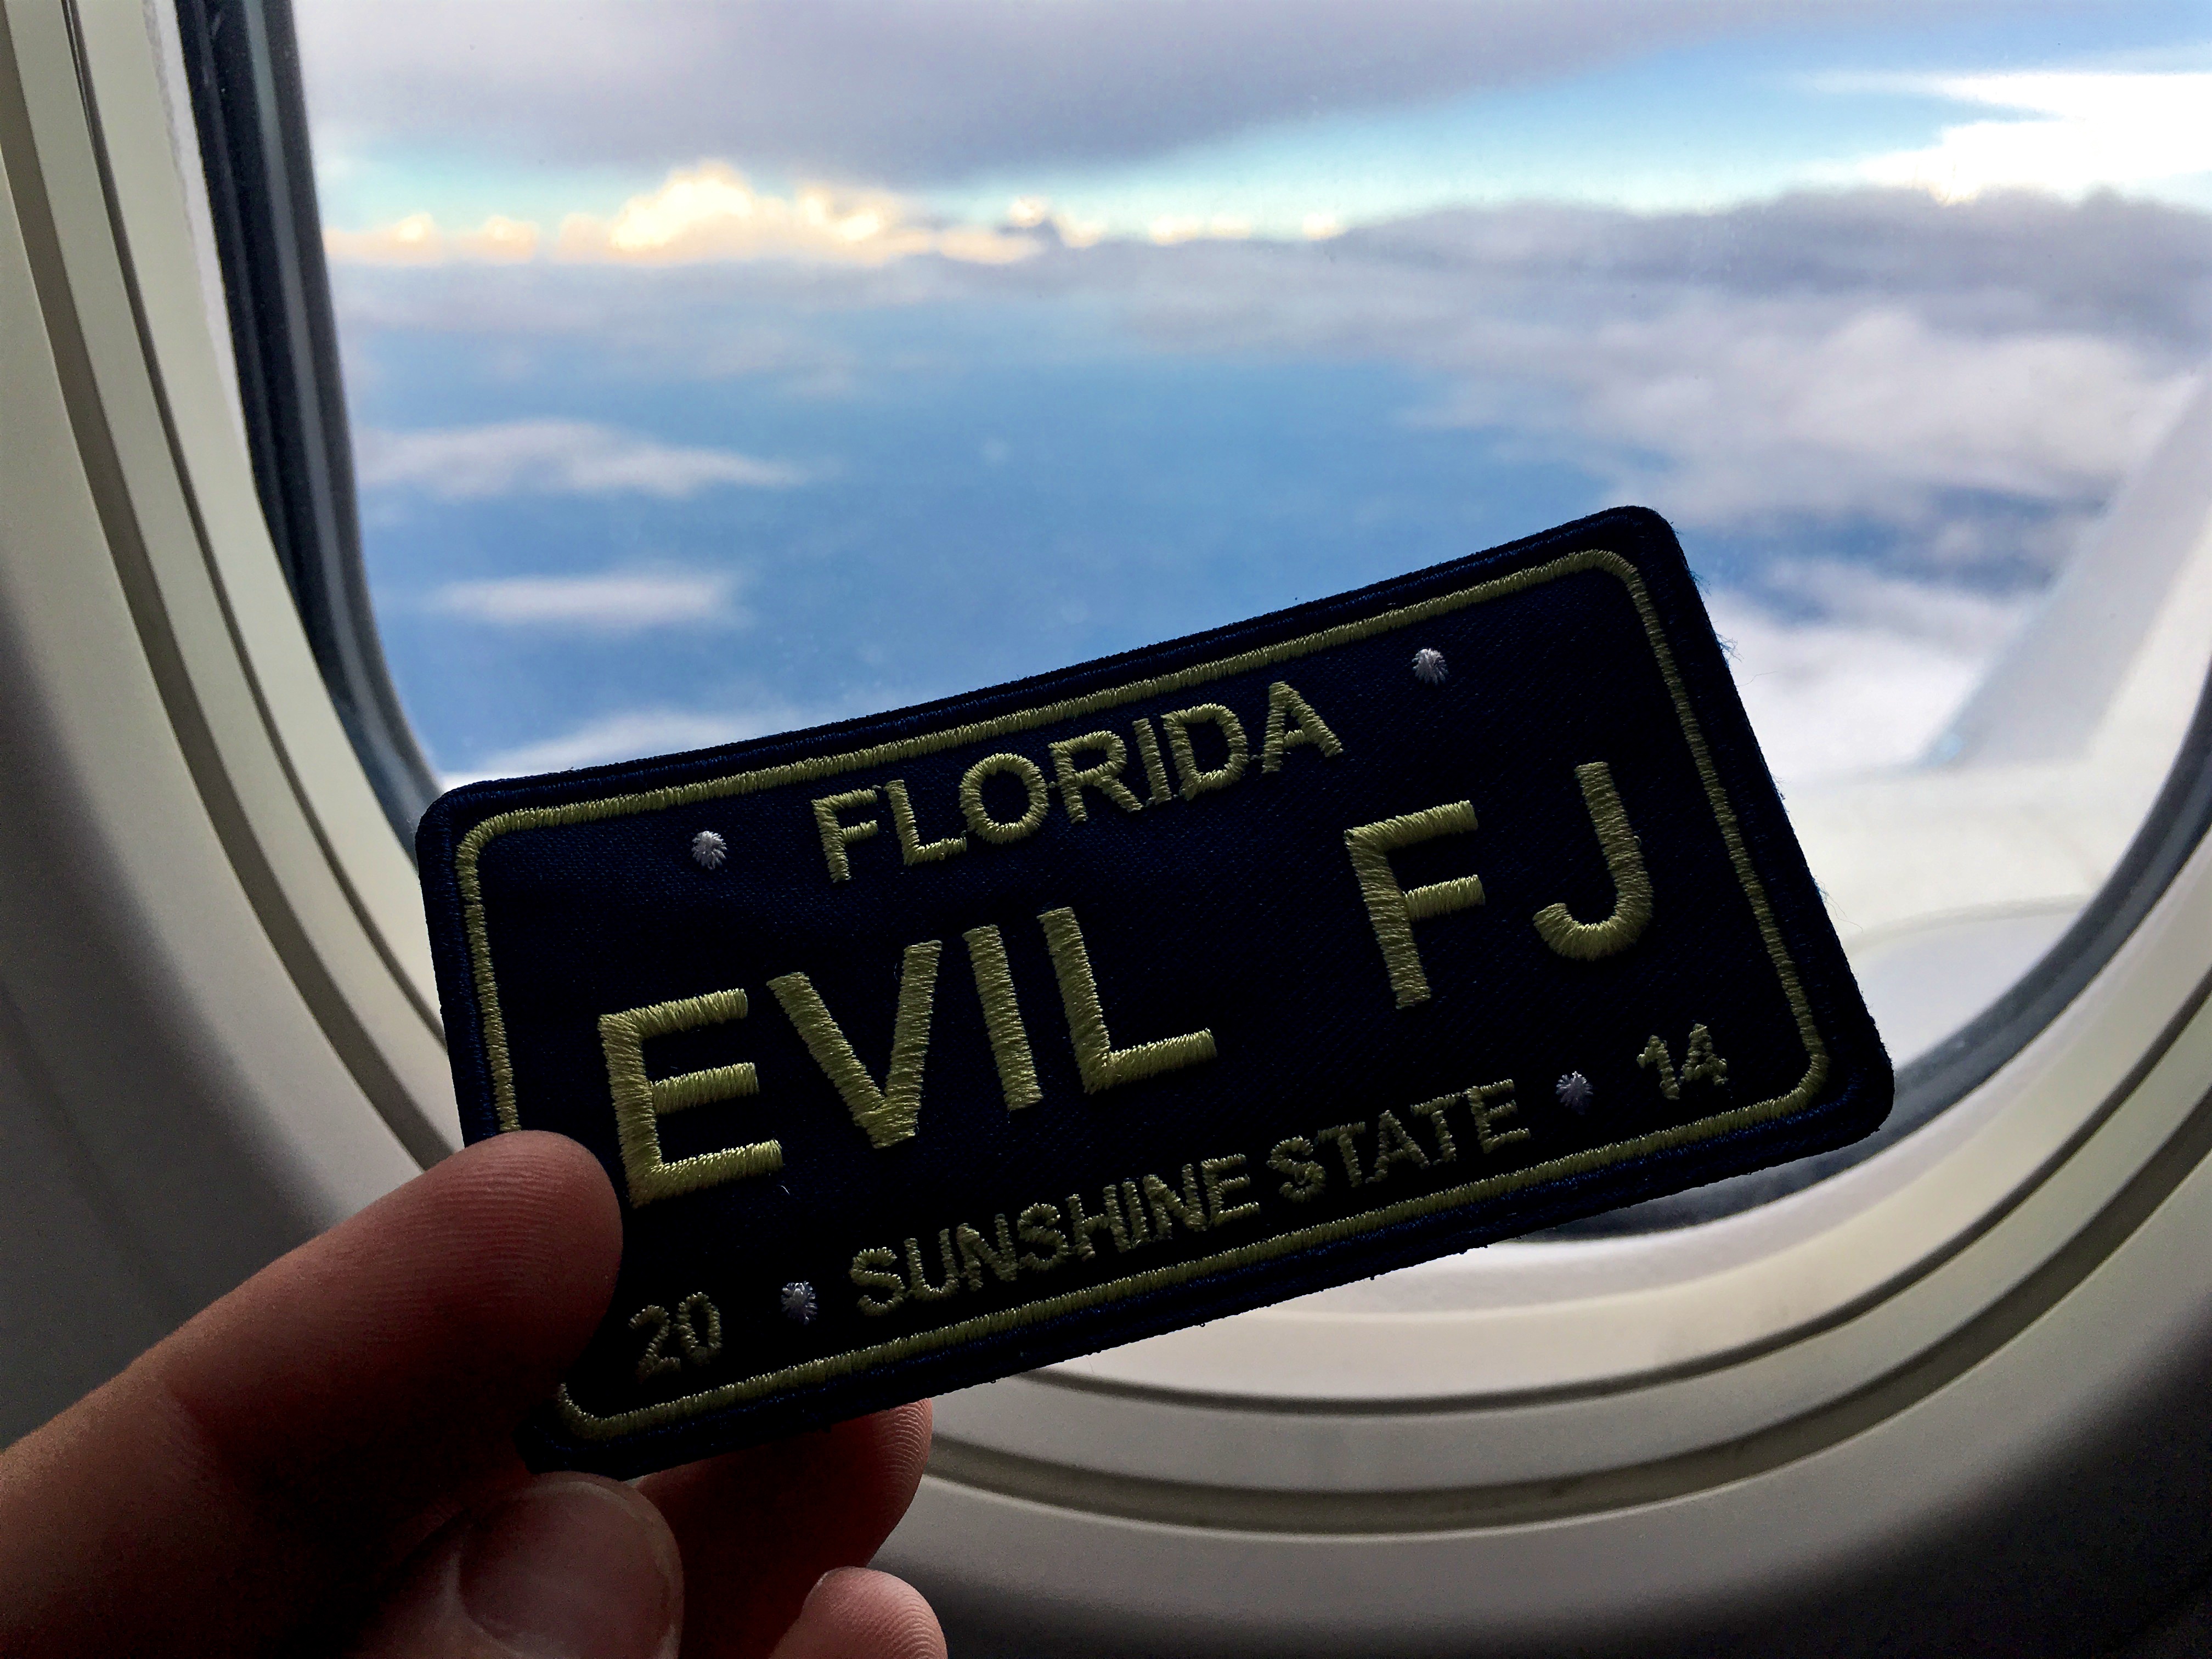 FLORIDA
EVIL FJ
20 • SUNSHINE STATE • 14